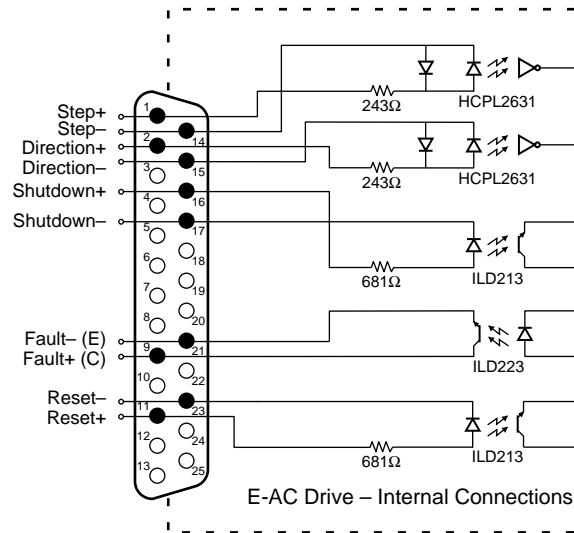 Step+
Step–
Direction+
Direction–
Shutdown+
Shutdown–
Fault– (E)
Fault+ (C)
Reset–
Reset+
1
2
3
4
5
6
7
8
9
10
11
12
13
14
15
16
17
18
19
20
21
22
23
24
25
243Ω
HCPL2631
243Ω
HCPL2631
681Ω
ILD213
ILD223
681Ω
ILD213
E-AC Drive – Internal Connections